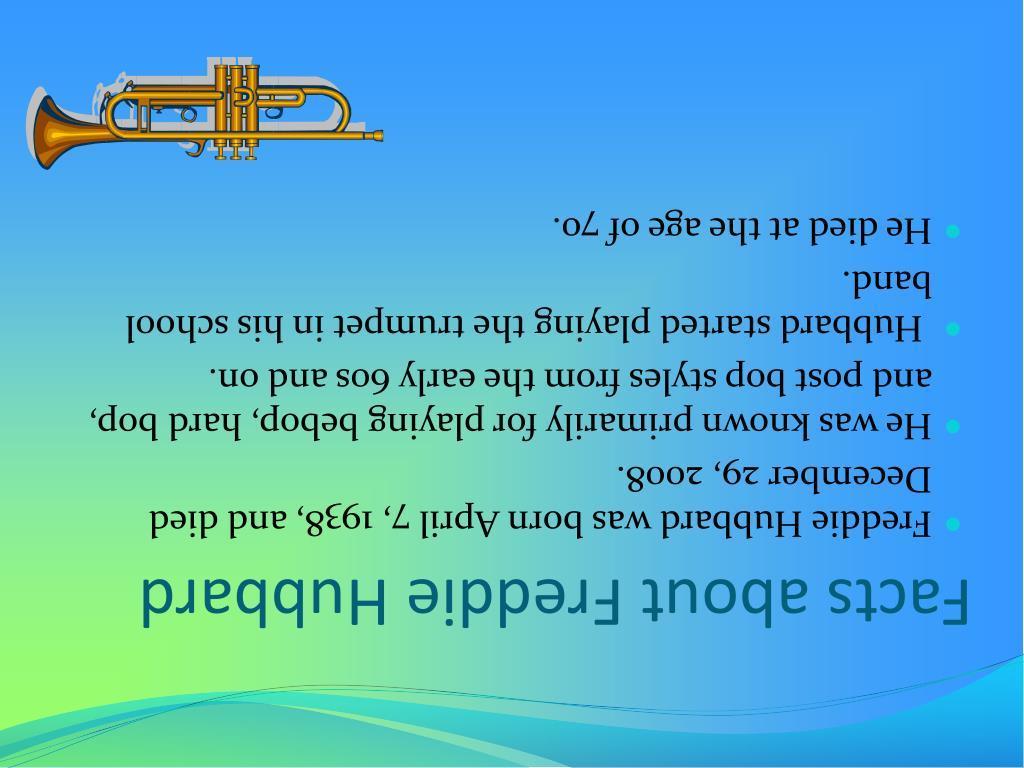 Facts about Freddie Hubbard
Freddie Hubbard was born April 7, 1938, and died
December 29, 2008.
He was known primarily for playing bebop, hard bop,
and post bop styles from the early 60s and on.
Hubbard started playing the trumpet in his school
band.
He died at the age of 70.